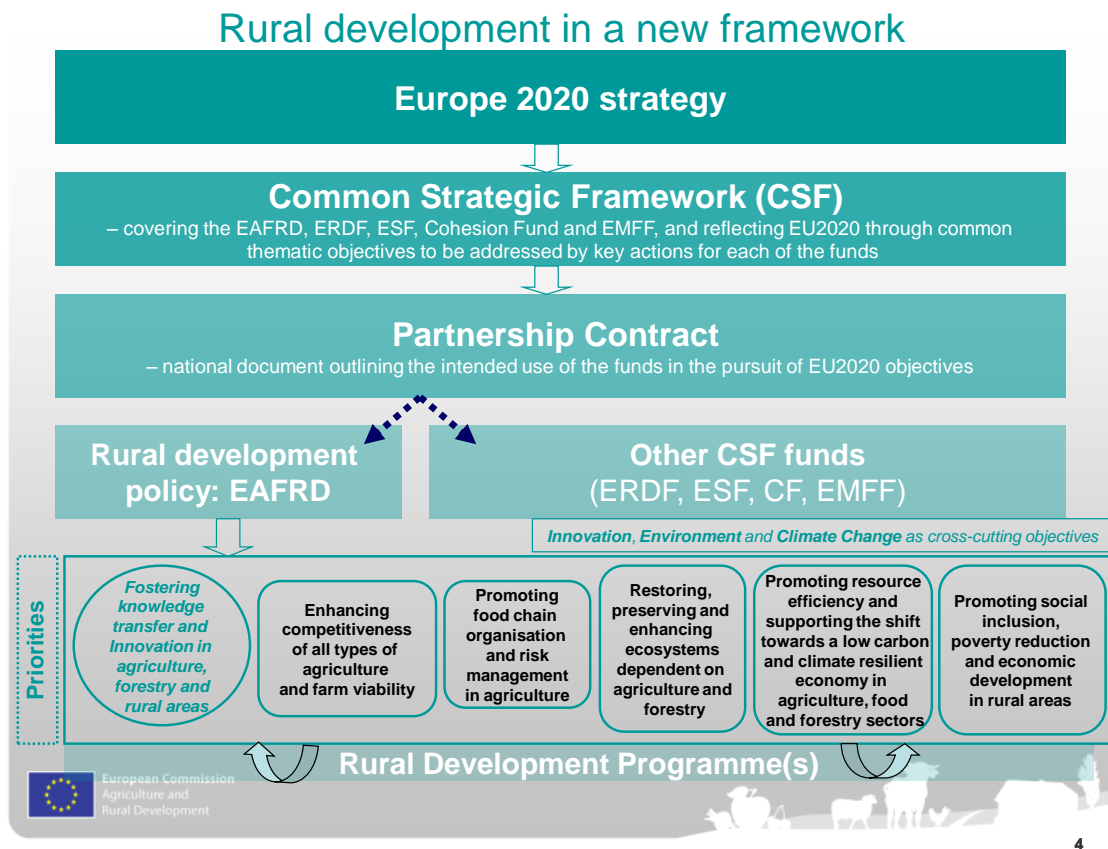 Rural development in a new framework
Europe 2020 strategy
Common Strategic Framework (CSF)
– covering the EAFRD, ERDF, ESF, Cohesion Fund and EMFF, and reflecting EU2020 through common
thematic objectives to be addressed by key actions for each of the funds
Partnership Contract
– national document outlining the intended use of the funds in the pursuit of EU2020 objectives
Rural development
policy: EAFRD
Other CSF funds
(ERDF, ESF, CF, EMFF)
Innovation, Environment and Climate Change as cross-cutting objectives
Priorities
Fostering
knowledge
transfer and
Innovation in
agriculture,
forestry and
rural areas
Enhancing
competitiveness
of all types of
agriculture
and farm viability
Promoting
food chain
organisation
and risk
management
in agriculture
Restoring,
preserving and
enhancing
ecosystems
dependent on
agriculture and
forestry
Promoting resource
efficiency and
supporting the shift
towards a low carbon
and climate resilient
economy in
agriculture, food
and forestry sectors
Promoting social
inclusion,
poverty reduction
and economic
development
in rural areas
Rural Development Programme(s)
European Commission
Agriculture and
Rural Development
4